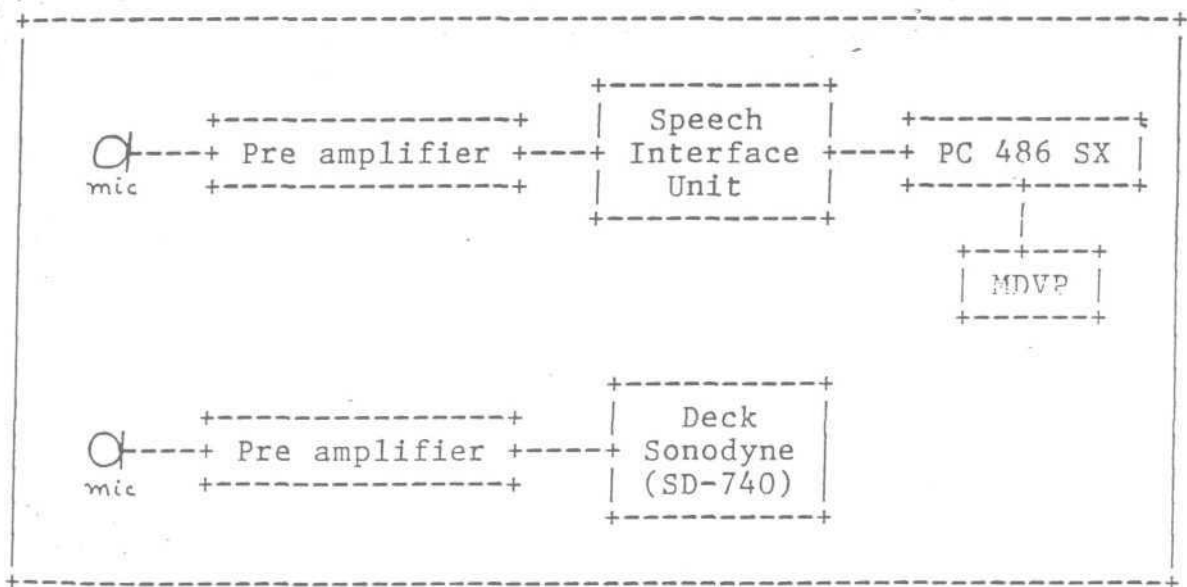 Speech
Pre amplifier Interface PC 486 SX
mic Unit
MDVP
Deck
Pre amplifier Sonodyne
mic (SD-740)